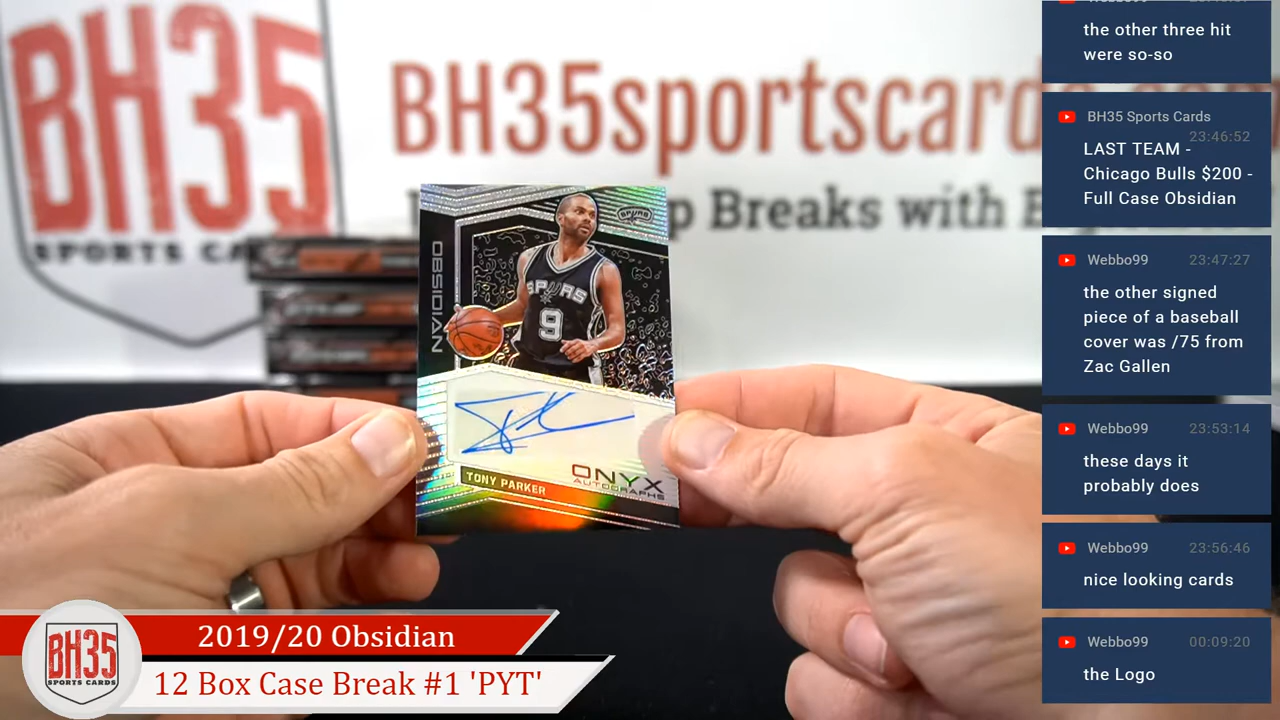 BH35
SPORTS CA
BH35sportscard
p Breaks with
SPURS
OBSIDIAN
SPURS
9
TONY PARKER
ONYX
AUTOGRAPHS
the other three hit
were so-so
BH35 Sports Cards
23:46:52
LAST TEAM -
Chicago Bulls $200 -
Full Case Obsidian
Webbo99 23:47:27
the other signed
piece of a baseball
cover was /75 from
Zac Gallen
Webbo99 23:53:14
these days it
probably does
Webbo99 23:56:46
nice looking cards
Webbo99 00:09:20
the Logo
2019/20 Obsidian
12 Box Case Break #1 'PYT'
BH35
SPORTS CARDS